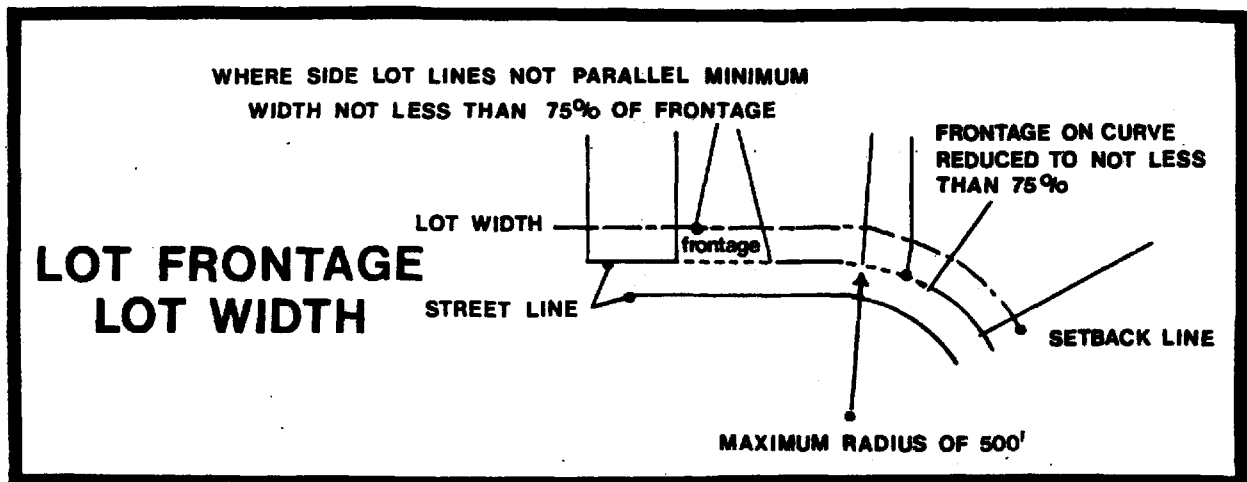 WHERE SIDE LOT LINES NOT PARALLEL MINIMUM
WIDTH NOT LESS THAN 75% OF FRONTAGE
FRONTAGE ON CURVE
REDUCED TO NOT LESS
THAN 75%
LOT WIDTH
frontage
LOT FRONTAGE
LOT WIDTH
STREET LINE
SETBACK LINE
MAXIMUM RADIUS OF 500'